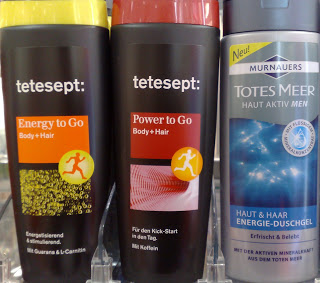 tetesept:
Energy to Go
Body + Hair
Energetisierend
& stimulierend.
Mit Guarana & L-Carnitin
tetesept:
Power to Go
Body + Hair
Für den Kick-Start
in den Tag.
Mit Koffein
Neu!
MURNAUERS
TOTES MEER
HAUT AKTIV MEN
HAUT & HAAR
ENERGIE-DUSCHGEL
Erfrischt & Belebt
MIT DER AKTIVEN MINERALKRAFT
AUS DEM TOTEN MEER